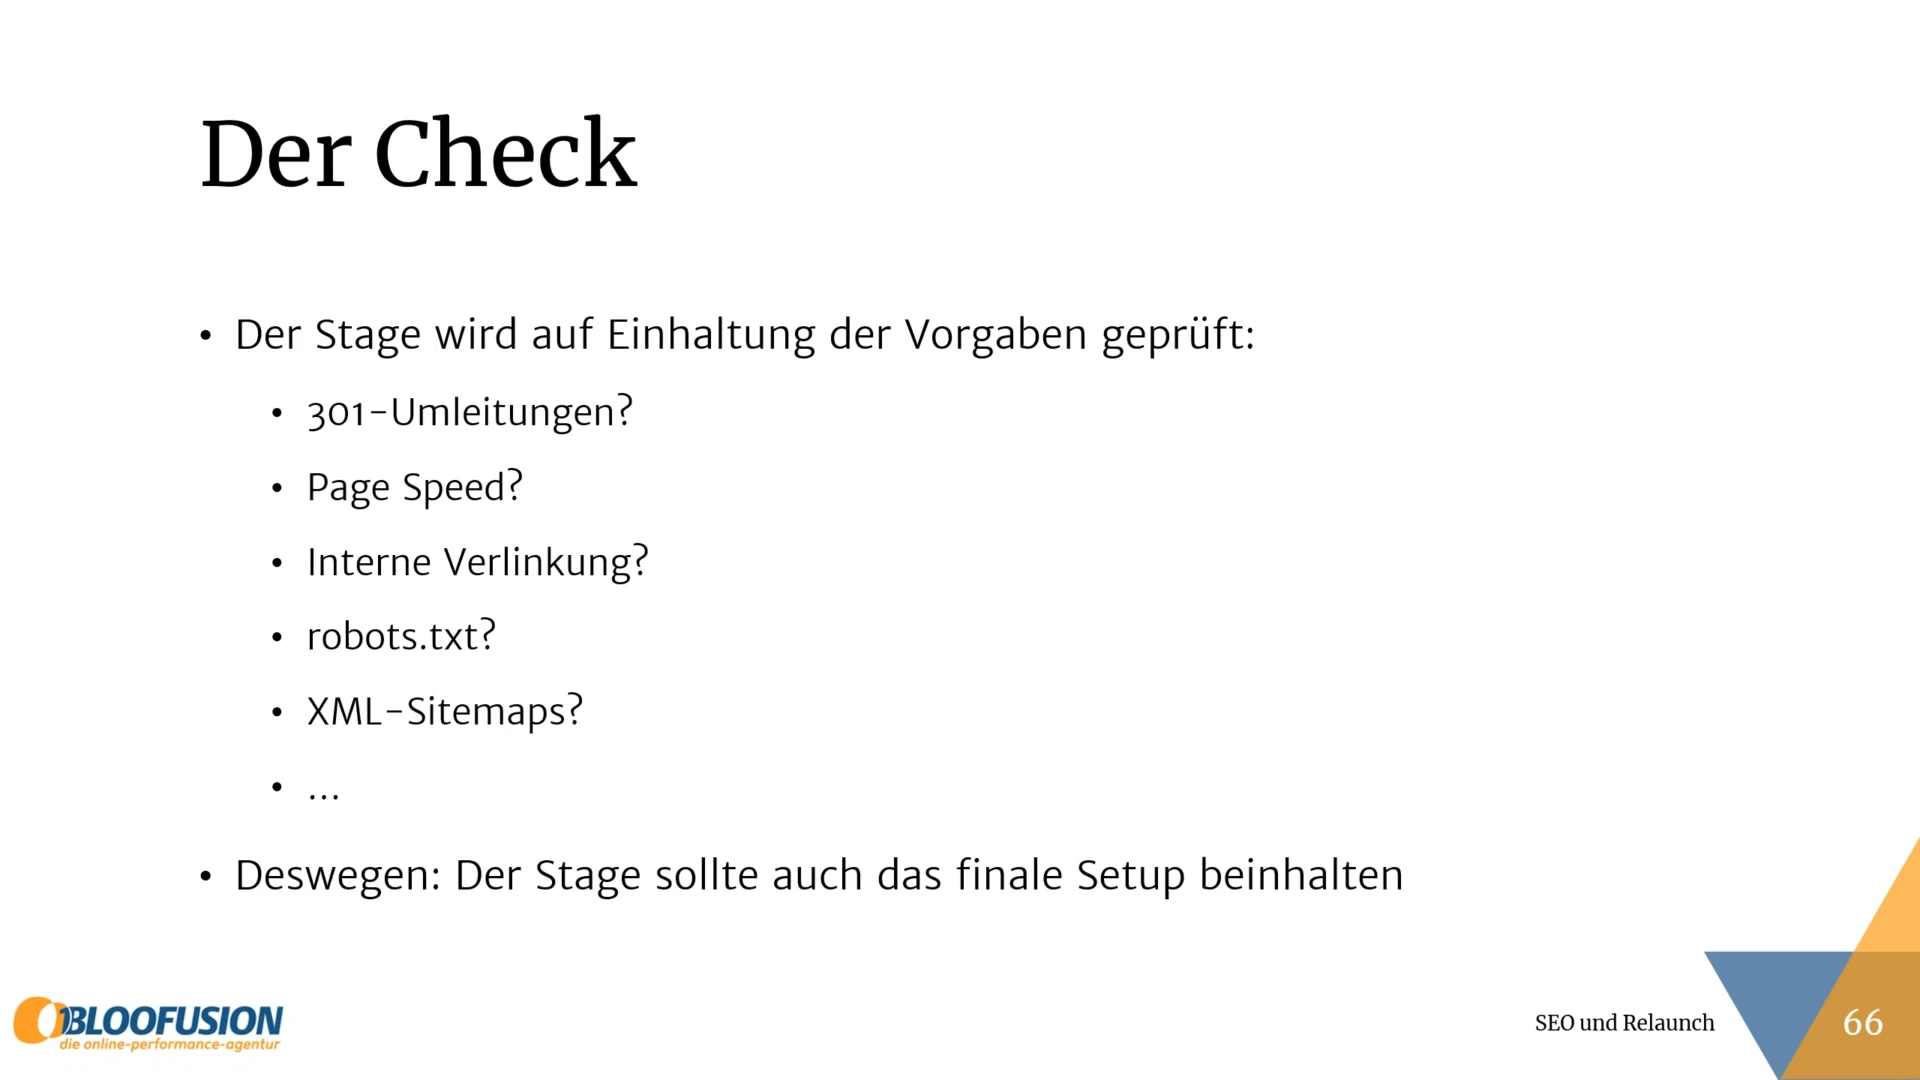 Der Check
• Der Stage wird auf Einhaltung der Vorgaben geprüft:
• 301-Umleitungen?
• Page Speed?
• Interne Verlinkung?
• robots.txt?
• XML-Sitemaps?
• ...
• Deswegen: Der Stage sollte auch das finale Setup beinhalten
BLOOFUSION
die online-performance-agentur
SEO und Relaunch
66